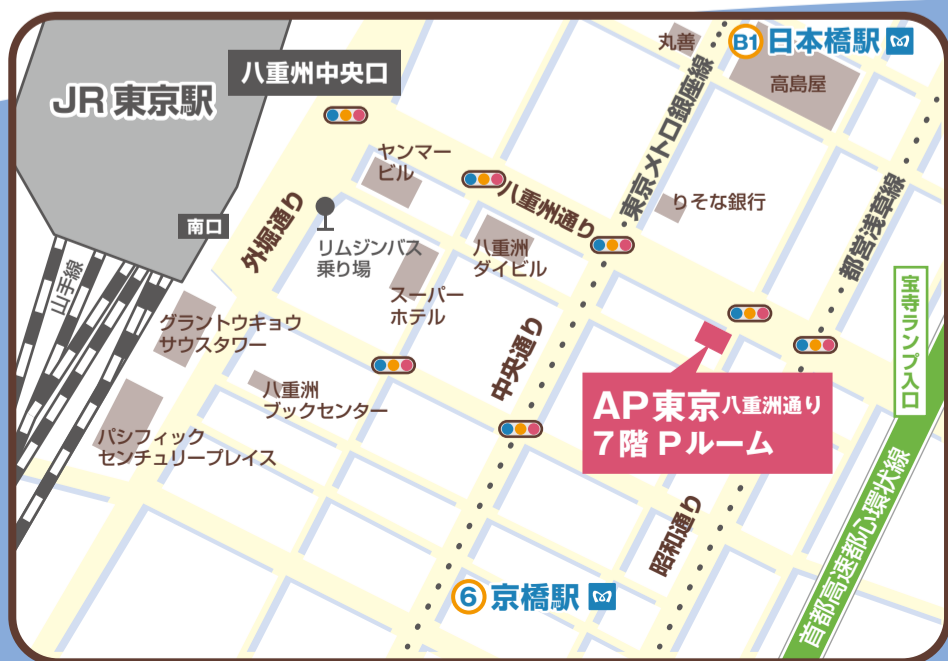 丸善
B1 日本橋駅
高島屋
八重洲中央口
JR 東京駅
ヤンマー
ビル
八重洲通り
東京メトロ銀座線
りそな銀行
都営浅草線
南口
外堀通り
リムジンバス
乗り場
八重洲
ダイビル
スーパー
ホテル
山手線
宝寺ランプ入口
グラントウキョウ
サウスタワー
中央通り
八重洲
ブックセンター
AP東京 八重洲通り
7階 Pルーム
パシフィック
センチュリープレイス
首都高速都心環状線
昭和通り
6 京橋駅